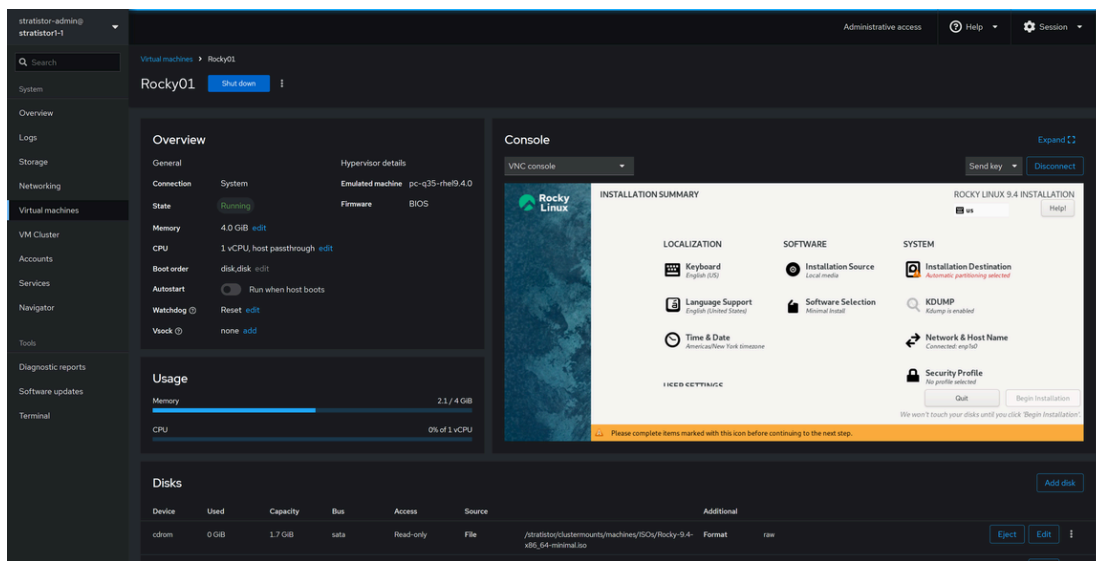 stratistor-admin@
stratistor1-1
Administrative access
Help
Session
Search
System
Overview
Logs
Storage
Networking
Virtual machines
VM Cluster
Accounts
Services
Navigator
Tools
Diagnostic reports
Software updates
Terminal
Virtual machines > Rocky01
Rocky01
Shut down
Overview
General
Connection System
State Running
Memory 4.0 GiB edit
CPU 1 vCPU, host passthrough edit
Boot order disk,disk edit
Autostart Run when host boots
Watchdog Reset edit
Vsock none add
Hypervisor details
Emulated machine pc-q35-rhel9.4.0
Firmware BIOS
Usage
Memory 2.1 / 4 GiB
CPU 0% of 1 vCPU
Console
Expand
VNC console
Send key
Disconnect
Rocky
Linux
INSTALLATION SUMMARY
ROCKY LINUX 9.4 INSTALLATION
us
Help!
LOCALIZATION
Keyboard
English (US)
Language Support
English (United States)
Time & Date
Americas/New York timezone
USER SETTINGS
SOFTWARE
Installation Source
Local media
Software Selection
Minimal Install
SYSTEM
Installation Destination
Automatic partitioning selected
KDUMP
Kdump is enabled
Network & Host Name
Connected: enp1s0
Security Profile
No profile selected
Quit
Begin Installation
We won't touch your disks until you click 'Begin Installation'.
Please complete items marked with this icon before continuing to the next step.
Disks
Add disk
Device Used Capacity Bus Access Source Additional
cdrom 0 GiB 1.7 GiB sata Read-only File /stratistor/clustermounts/machines/ISOs/Rocky-9.4- Format raw Eject Edit
x86_64-minimal.iso